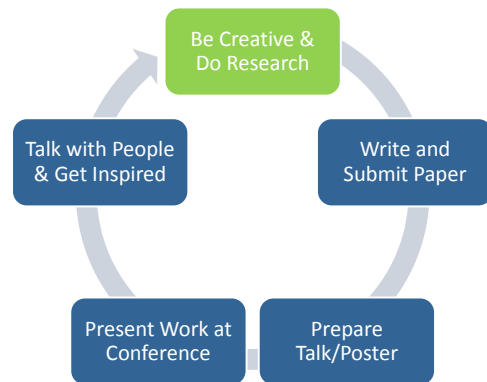 Be Creative &
Do Research
Write and
Submit Paper
Prepare
Talk/Poster
Present Work at
Conference
Talk with People
& Get Inspired